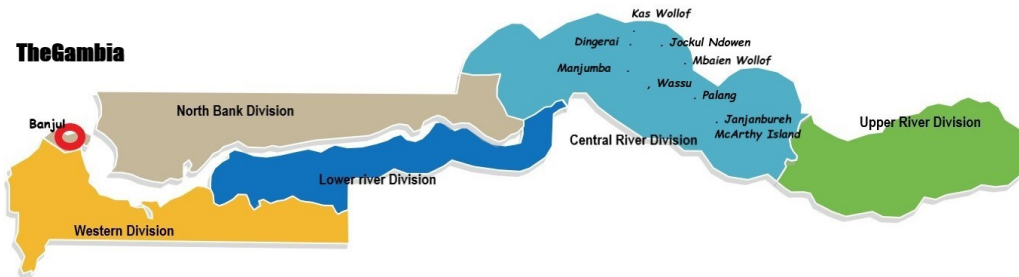 TheGambia
Kas Wollof
Dingerai
Jockul Ndowen
Mbaien Wollof
Manjumba
Wassu
Palang
North Bank Division
Banjul
Janjanbureh
McArthy Island
Upper River Division
Central River Division
Lower river Division
Western Division